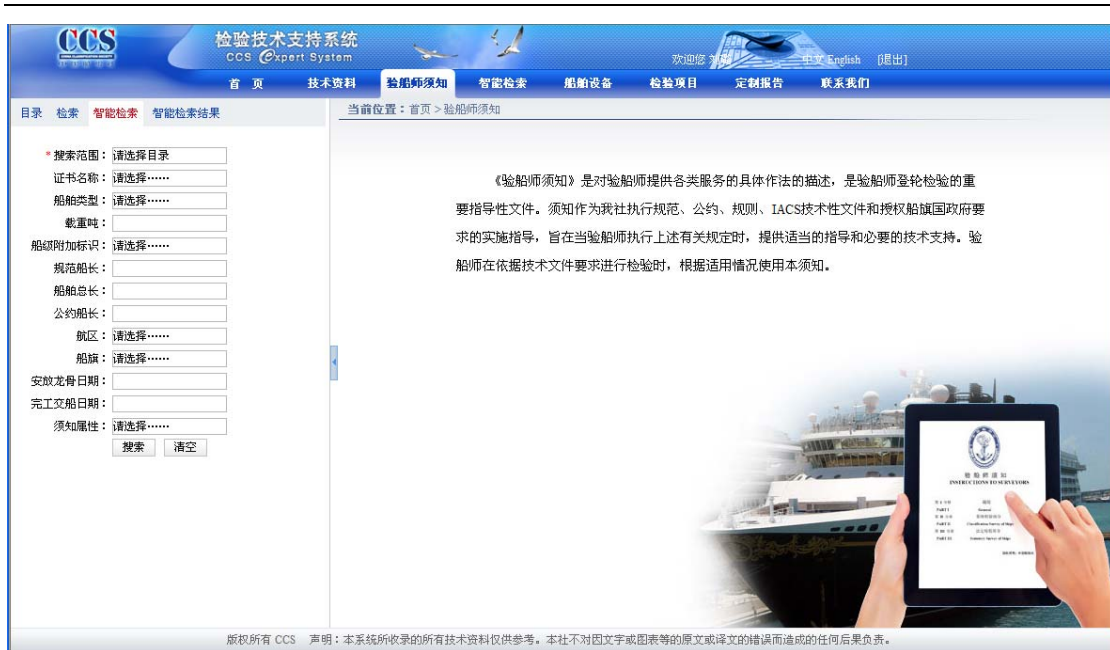 CCS
检验技术支持系统
CCS @Xpert System
欢迎您 中文 English [退出]
首 页 技术资料 验船师须知 智能检索 船舶设备 检验项目 定制报告 联系我们
目录 检索 智能检索 智能检索结果
当前位置：首页 > 验船师须知
* 搜索范围： 请选择目录
证书名称： 请选择……
船舶类型： 请选择……
载重吨：
船级附加标识： 请选择……
规范船长：
船舶总长：
公约船长：
航区： 请选择……
船旗： 请选择……
安放龙骨日期：
完工交船日期：
须知属性： 请选择……
搜索 清空
《验船师须知》是对验船师提供各类服务的具体作法的描述，是验船师登轮检验的重
要指导性文件。须知作为我社执行规范、公约、规则、IACS技术性文件和授权船旗国政府要
求的实施指导，旨在当验船师执行上述有关规定时，提供适当的指导和必要的技术支持。验
船师在依据技术文件要求进行检验时，根据适用情况使用本须知。
验 船 师 须 知
INSTRUCTIONS TO SURVEYORS
PART I General
PART II Classification Survey of Ships
PART III Statutory Survey of Ships
版权所有 CCS 声明：本系统所收录的所有技术资料仅供参考。本社不对因文字或图表等的原文或译文的错误而造成的任何后果负责。